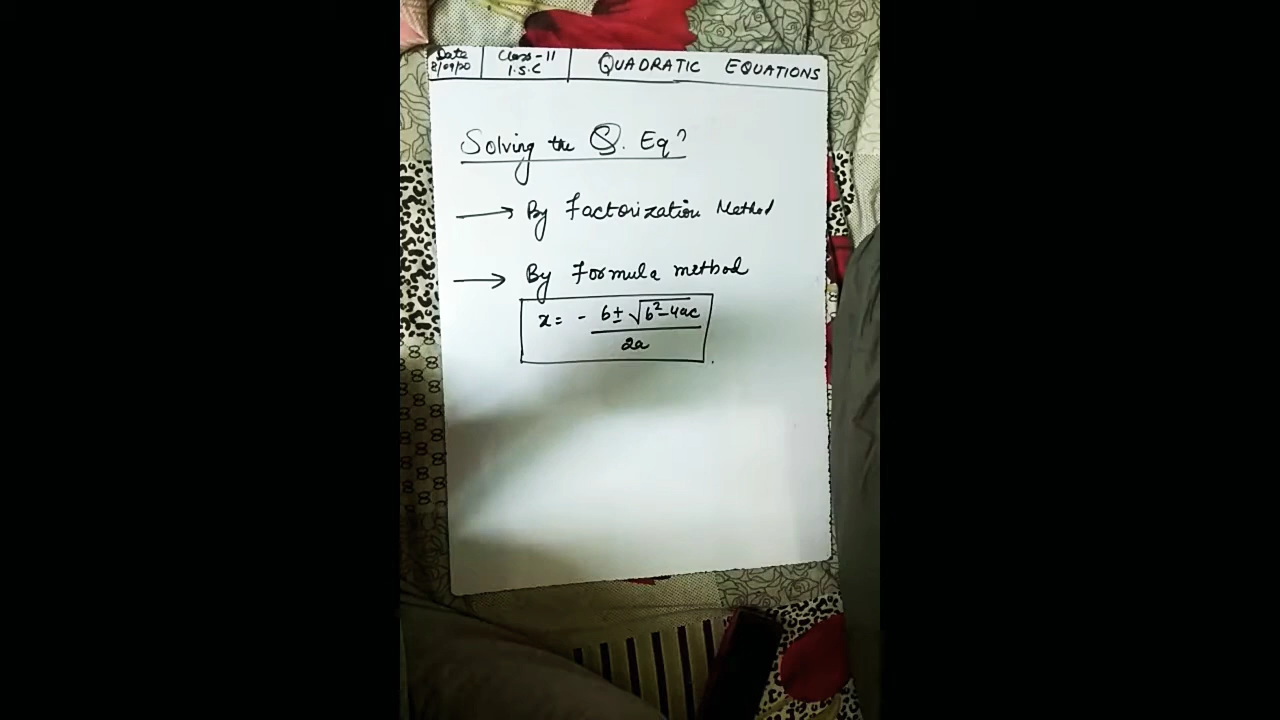 Date 8/09/20 Class-11 I.S.C QUADRATIC EQUATIONS
Solving the Q. Eqn
→ By Factorization Method
→ By Formula method
x = - b ± √b²-4ac
2a